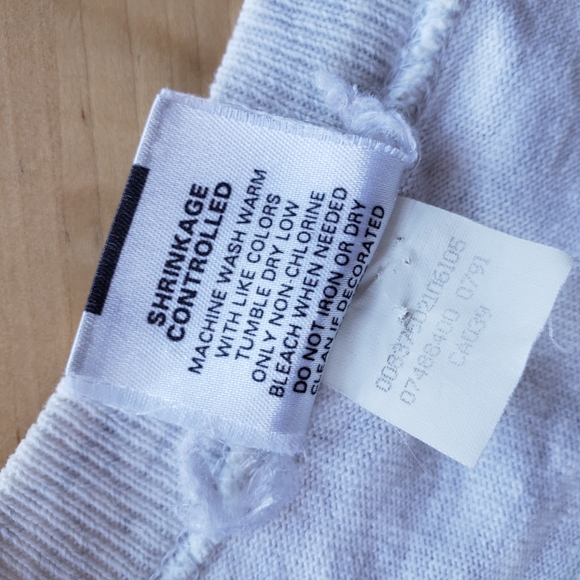 SHRINKAGE
CONTROLLED
MACHINE WASH WARM
WITH LIKE COLORS
TUMBLE DRY LOW
ONLY NON-CHLORINE
BLEACH WHEN NEEDED
DO NOT IRON OR DRY
CLEAN IF DECORATED
07486400 0791
CA039